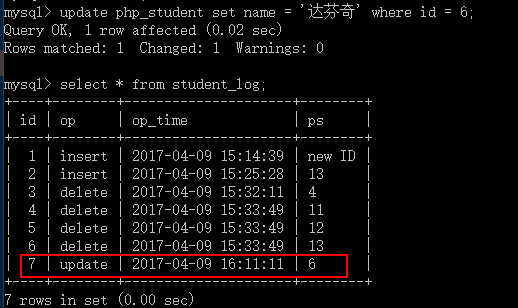 mysql> update php_student set name = '达芬奇' where id = 6;
Query OK, 1 row affected (0.02 sec)
Rows matched: 1  Changed: 1  Warnings: 0
mysql> select * from student_log;
+----+--------+---------------------+--------+
| id | op     | op_time             | ps     |
+----+--------+---------------------+--------+
|  1 | insert | 2017-04-09 15:14:39 | new ID |
|  2 | insert | 2017-04-09 15:25:28 | 13     |
|  3 | delete | 2017-04-09 15:32:11 | 4      |
|  4 | delete | 2017-04-09 15:33:49 | 11     |
|  5 | delete | 2017-04-09 15:33:49 | 12     |
|  6 | delete | 2017-04-09 15:33:49 | 13     |
|  7 | update | 2017-04-09 16:11:11 | 6      |
+----+--------+---------------------+--------+
7 rows in set (0.00 sec)